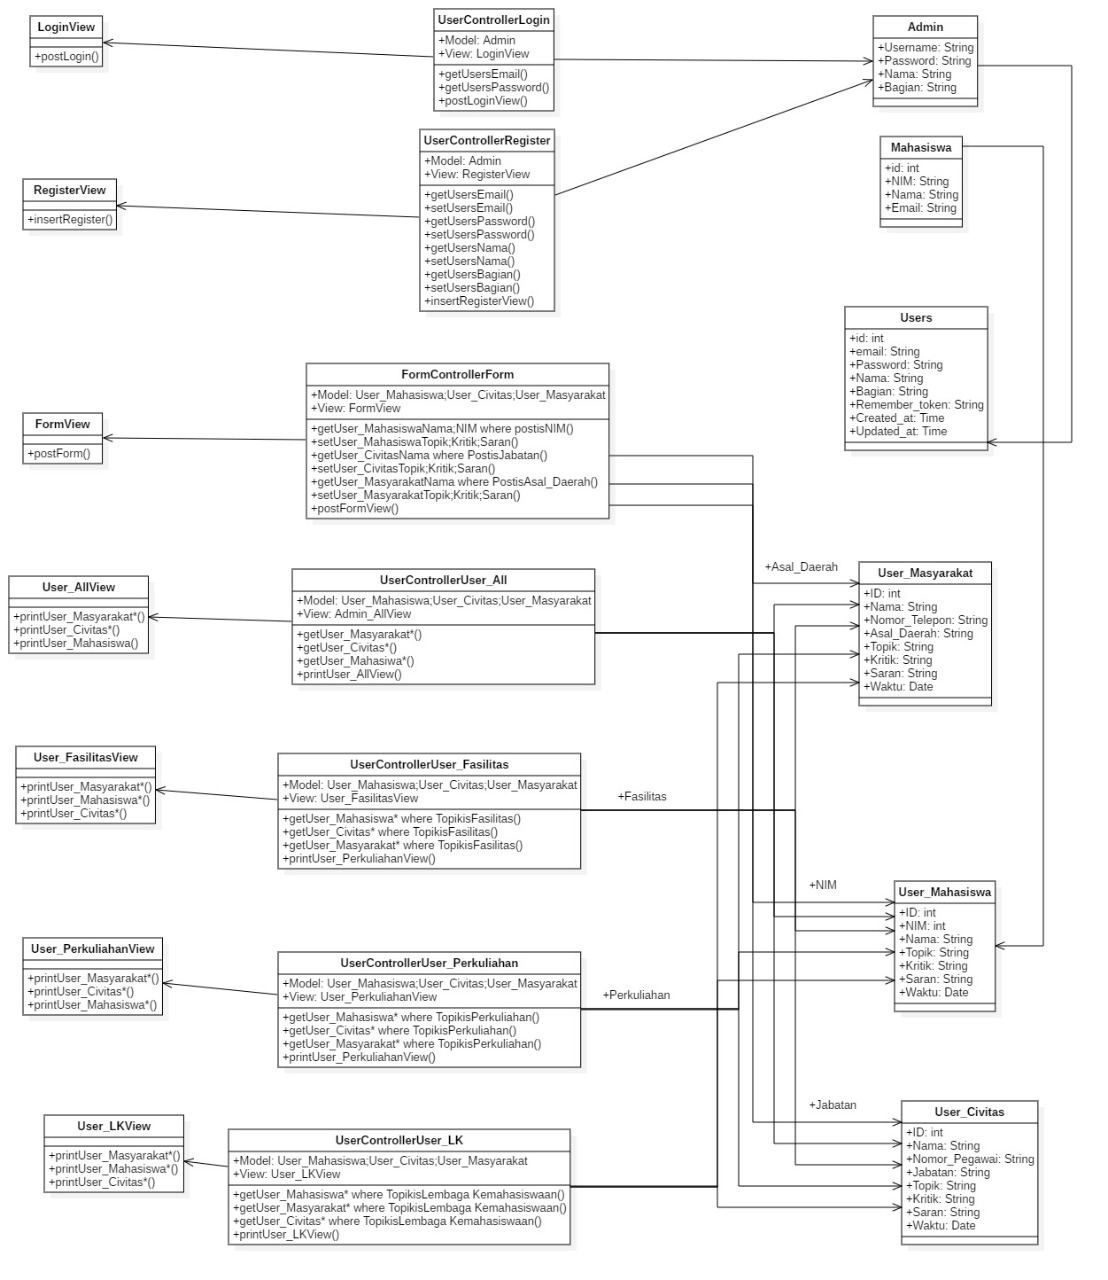 LoginView
+postLogin()
UserControllerLogin
+Model: Admin
+View: LoginView
+getUsersEmail()
+getUsersPassword()
+postLoginView()
Admin
+Username: String
+Password: String
+Nama: String
+Bagian: String
UserControllerRegister
+Model: Admin
+View: RegisterView
+getUsersEmail()
+setUsersEmail()
+getUsersPassword()
+setUsersPassword()
+getUsersNama()
+setUsersNama()
+getUsersBagian()
+setUsersBagian()
+insertRegisterView()
Mahasiswa
+id: int
+NIM: String
+Nama: String
+Email: String
RegisterView
+insertRegister()
Users
+id: int
+email: String
+Password: String
+Nama: String
+Bagian: String
+Remember_token: String
+Created_at: Time
+Updated_at: Time
FormControllerForm
+Model: User_Mahasiswa;User_Civitas;User_Masyarakat
+View: FormView
+getUser_MahasiswaNama;NIM where postisNIM()
+setUser_MahasiswaTopik;Kritik;Saran()
+getUser_CivitasNama where PostisJabatan()
+setUser_CivitasTopik;Kritik;Saran()
+getUser_MasyarakatNama where PostisAsal_Daerah()
+setUser_MasyarakatTopik;Kritik;Saran()
+postFormView()
FormView
+postForm()
+Asal_Daerah
User_Masyarakat
+ID: int
+Nama: String
+Nomor_Telepon: String
+Asal_Daerah: String
+Topik: String
+Kritik: String
+Saran: String
+Waktu: Date
User_AllView
+printUser_Masyarakat*()
+printUser_Civitas*()
+printUser_Mahasiswa()
UserControllerUser_All
+Model: User_Mahasiswa;User_Civitas;User_Masyarakat
+View: Admin_AllView
+getUser_Masyarakat*()
+getUser_Civitas*()
+getUser_Mahasiwa*()
+printUser_AllView()
User_FasilitasView
+printUser_Masyarakat*()
+printUser_Mahasiswa*()
+printUser_Civitas*()
UserControllerUser_Fasilitas
+Model: User_Mahasiswa;User_Civitas;User_Masyarakat
+View: User_FasilitasView
+getUser_Mahasiswa* where TopikisFasilitas()
+getUser_Civitas* where TopikisFasilitas()
+getUser_Masyarakat* where TopikisFasilitas()
+printUser_PerkuliahanView()
+Fasilitas
+NIM
User_Mahasiswa
+ID: int
+NIM: int
+Nama: String
+Topik: String
+Kritik: String
+Saran: String
+Waktu: Date
User_PerkuliahanView
+printUser_Masyarakat*()
+printUser_Civitas*()
+printUser_Mahasiswa*()
UserControllerUser_Perkuliahan
+Model: User_Mahasiswa;User_Civitas;User_Masyarakat
+View: User_PerkuliahanView
+getUser_Mahasiswa* where TopikisPerkuliahan()
+getUser_Civitas* where TopikisPerkuliahan()
+getUser_Masyarakat* where TopikisPerkuliahan()
+printUser_PerkuliahanView()
+Perkuliahan
+Jabatan
User_Civitas
+ID: int
+Nama: String
+Nomor_Pegawai: String
+Jabatan: String
+Topik: String
+Kritik: String
+Saran: String
+Waktu: Date
User_LKView
+printUser_Masyarakat*()
+printUser_Mahasiswa*()
+printUser_Civitas*()
UserControllerUser_LK
+Model: User_Mahasiswa;User_Civitas;User_Masyarakat
+View: User_LKView
+getUser_Mahasiswa* where TopikisLembaga Kemahasiswaan()
+getUser_Masyarakat* where TopikisLembaga Kemahasiswaan()
+getUser_Civitas* where TopikisLembaga Kemahasiswaan()
+printUser_LKView()